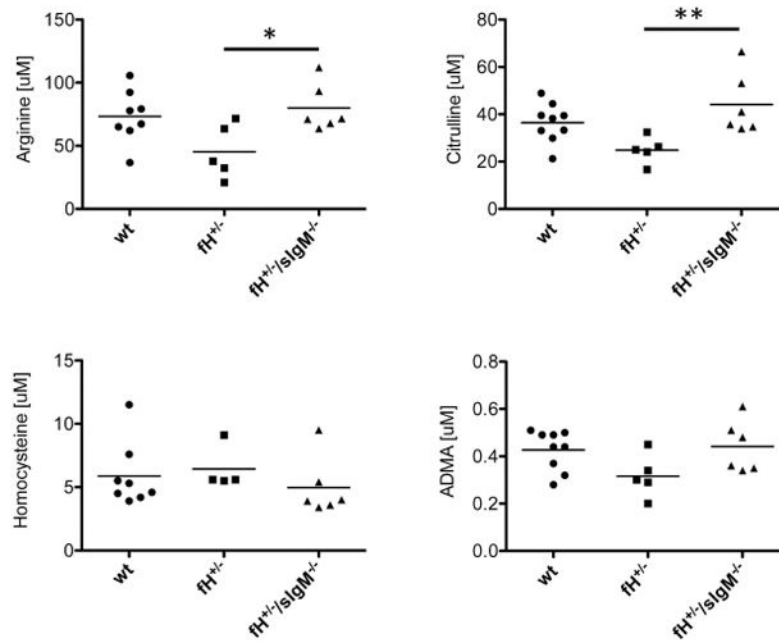 Arginine [uM]
150
100
50
0
*
wt
fH+/-
fH+/-/sIgM-/-
Citrulline [uM]
80
60
40
20
0
**
wt
fH+/-
fH+/-/sIgM-/-
Homocysteine [uM]
15
10
5
0
wt
fH+/-
fH+/-/sIgM-/-
ADMA [uM]
0.8
0.6
0.4
0.2
0.0
wt
fH+/-
fH+/-/sIgM-/-